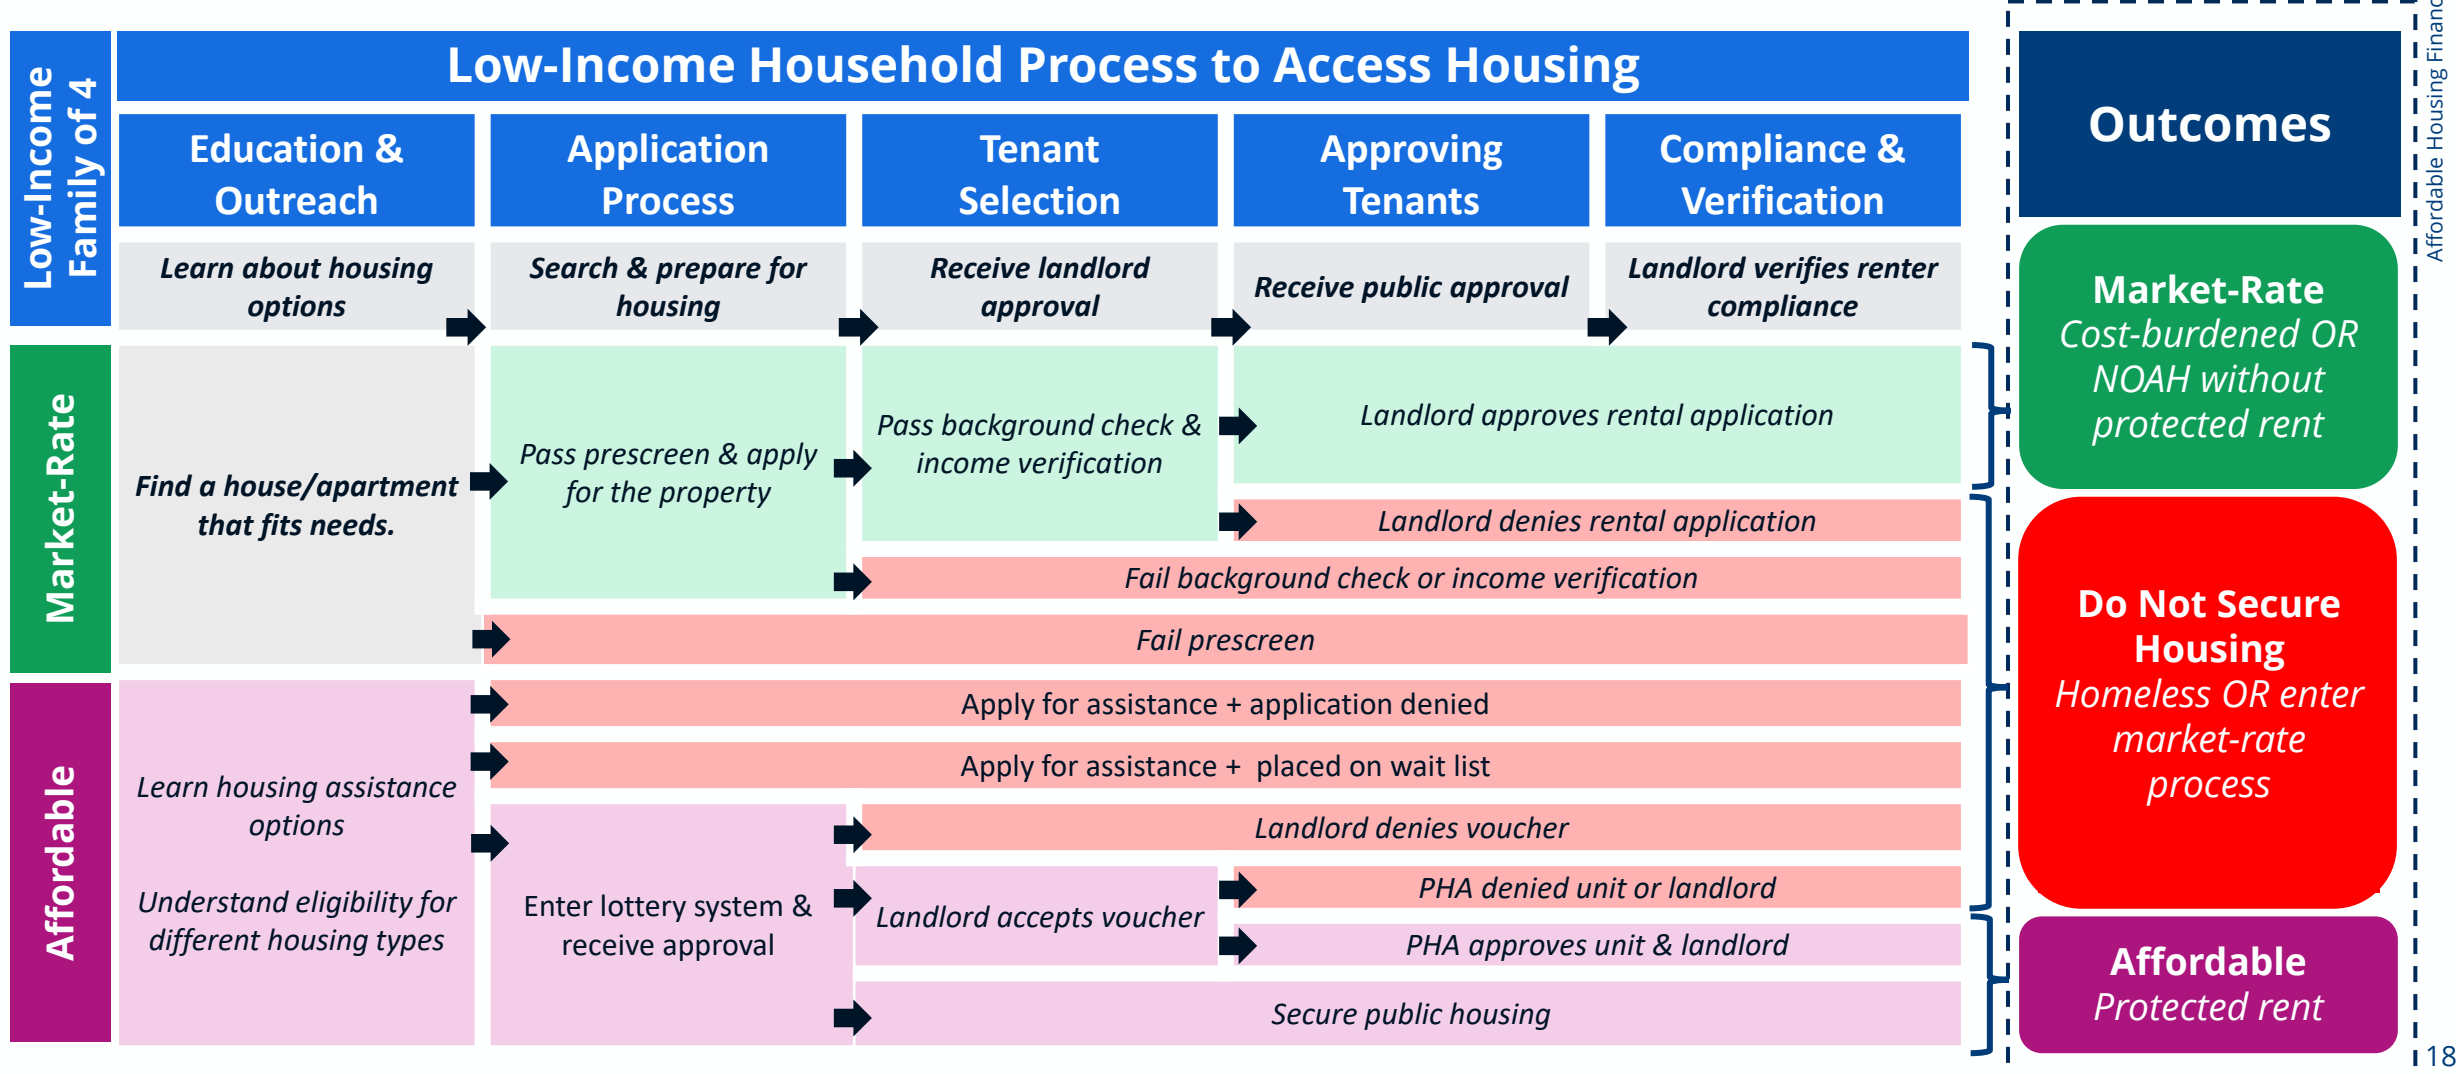 Low-Income
Family of 4
Low-Income Household Process to Access Housing
Education &
Outreach
Application
Process
Tenant
Selection
Approving
Tenants
Compliance &
Verification
Outcomes
Learn about housing
options
Search & prepare for
housing
Receive landlord
approval
Receive public approval
Landlord verifies renter
compliance
Market-Rate
Find a house/apartment
that fits needs.
Pass prescreen & apply
for the property
Pass background check &
income verification
Landlord approves rental application
Landlord denies rental application
Fail background check or income verification
Fail prescreen
Affordable
Learn housing assistance
options
Understand eligibility for
different housing types
Apply for assistance + application denied
Apply for assistance +  placed on wait list
Enter lottery system &
receive approval
Landlord denies voucher
Landlord accepts voucher
PHA denied unit or landlord
PHA approves unit & landlord
Secure public housing
Market-Rate
Cost-burdened OR
NOAH without
protected rent
Do Not Secure
Housing
Homeless OR enter
market-rate
process
Affordable
Protected rent
Affordable Housing
18